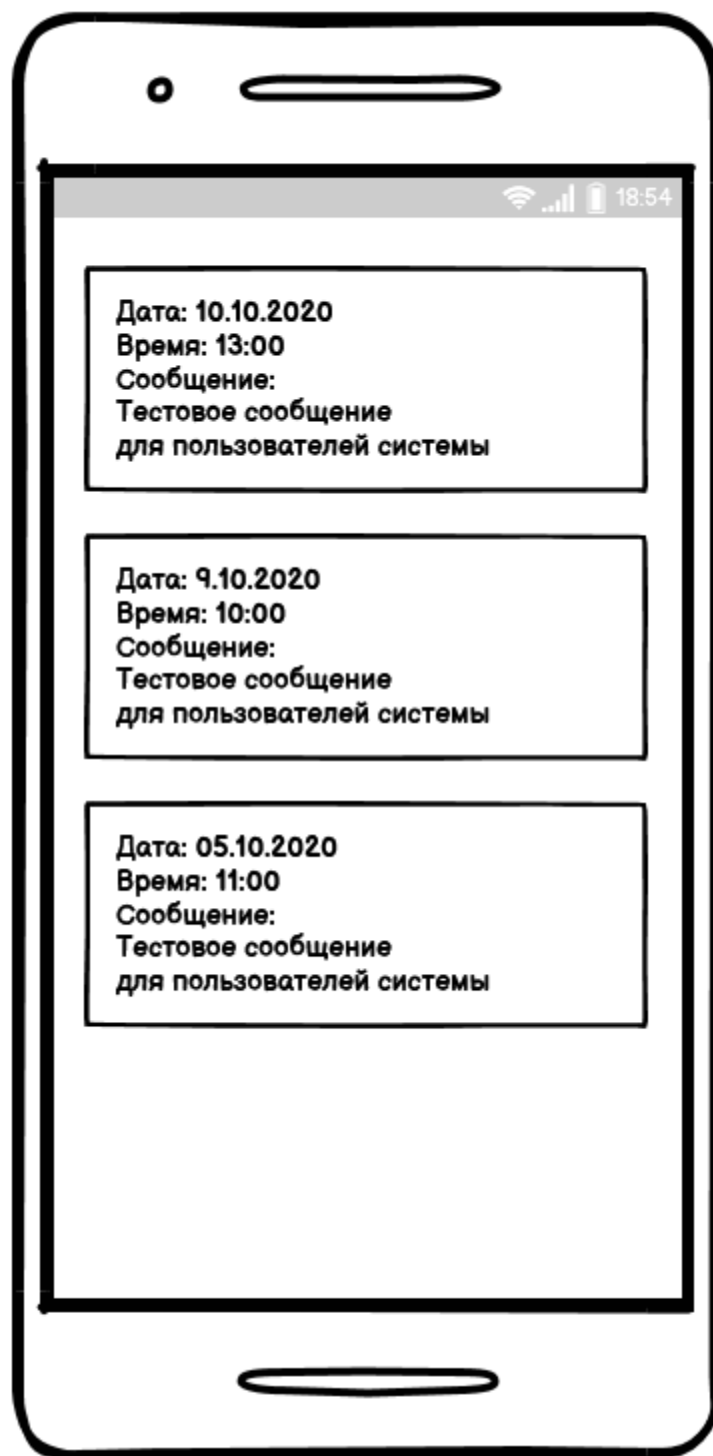 18:54
Дата: 10.10.2020
Время: 13:00
Сообщение:
Тестовое сообщение
для пользователей системы
Дата: 9.10.2020
Время: 10:00
Сообщение:
Тестовое сообщение
для пользователей системы
Дата: 05.10.2020
Время: 11:00
Сообщение:
Тестовое сообщение
для пользователей системы